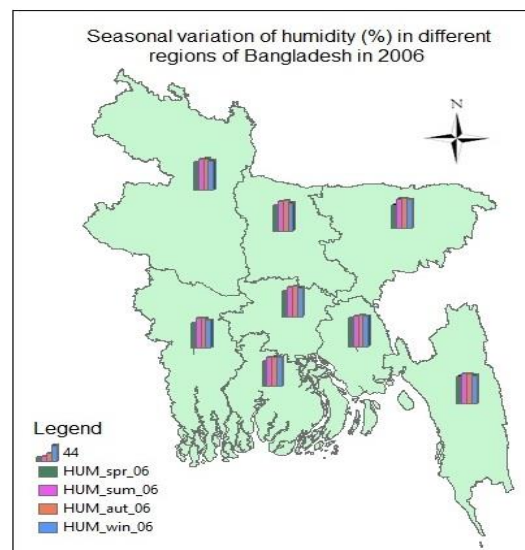 Seasonal variation of humidity (%) in different
regions of Bangladesh in 2006
N
Legend
44
HUM_spr_06
HUM_sum_06
HUM_aut_06
HUM_win_06